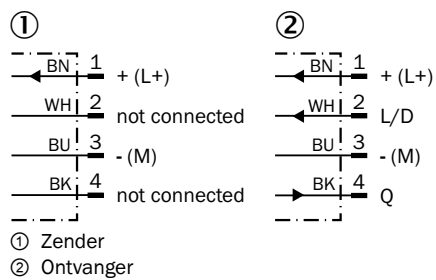 ① ②
BN 1 + (L+)
WH 2 not connected
BU 3 - (M)
BK 4 not connected
BN 1 + (L+)
WH 2 L/D
BU 3 - (M)
BK 4 Q
① Zender
② Ontvanger